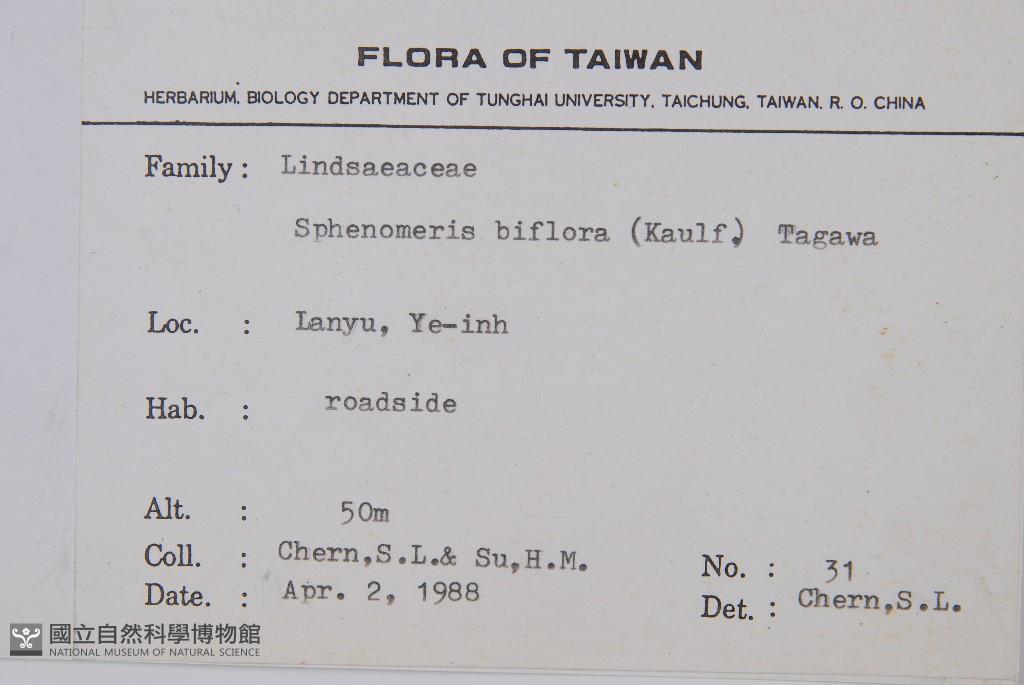 FLORA OF TAIWAN
HERBARIUM. BIOLOGY DEPARTMENT OF TUNGHAI UNIVERSITY, TAICHUNG, TAIWAN. R. O. CHINA
Family : Lindsaeaceae
Sphenomeris biflora (Kaulf.) Tagawa
Loc. : Lanyu, Ye-inh
Hab. : roadside
Alt. : 50m
Coll. : Chern,S.L.& Su,H.M.
No. : 31
Date. : Apr. 2, 1988
Det. : Chern,S.L.
國立自然科學博物館
NATIONAL MUSEUM OF NATURAL SCIENCE